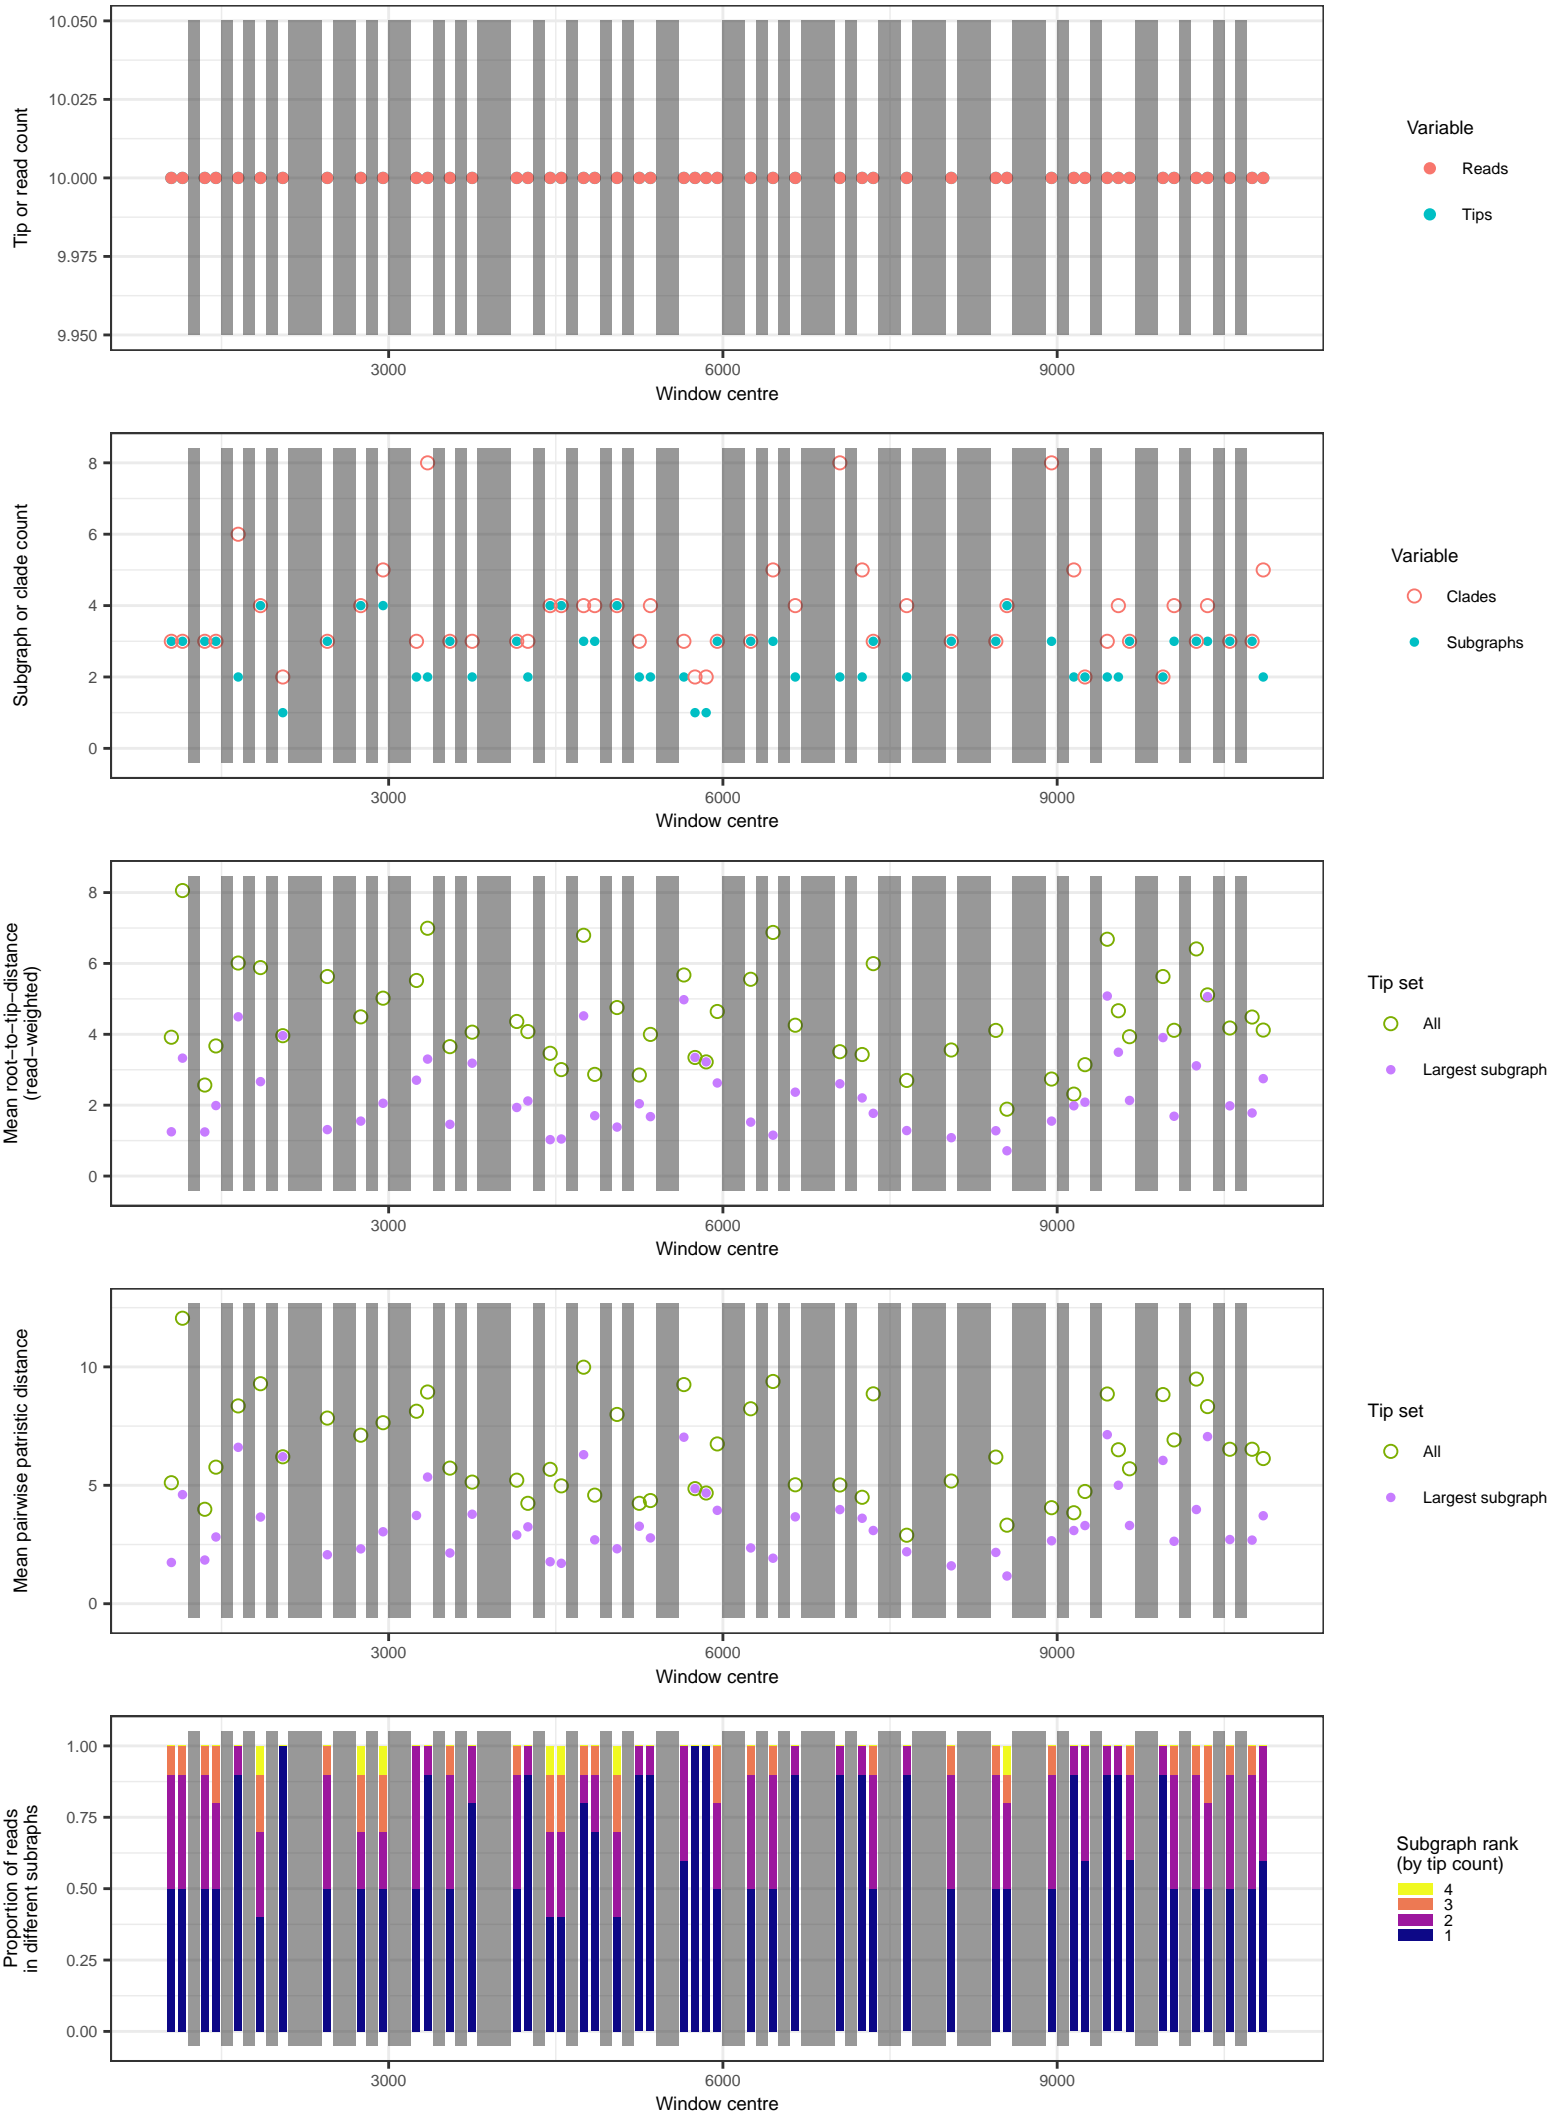 Tip or read count
10.050
10.025
10.000
9.975
9.950
3000 6000 9000
Window centre
Variable
Reads
Tips
Subgraph or clade count
8
6
4
2
0
3000 6000 9000
Window centre
Variable
Clades
Subgraphs
Mean root−to−tip−distance
(read−weighted)
8
6
4
2
0
3000 6000 9000
Window centre
Tip set
All
Largest subgraph
Mean pairwise patristic distance
10
5
0
3000 6000 9000
Window centre
Tip set
All
Largest subgraph
Proportion of reads
in different subraphs
1.00
0.75
0.50
0.25
0.00
3000 6000 9000
Window centre
Subgraph rank
(by tip count)
4
3
2
1